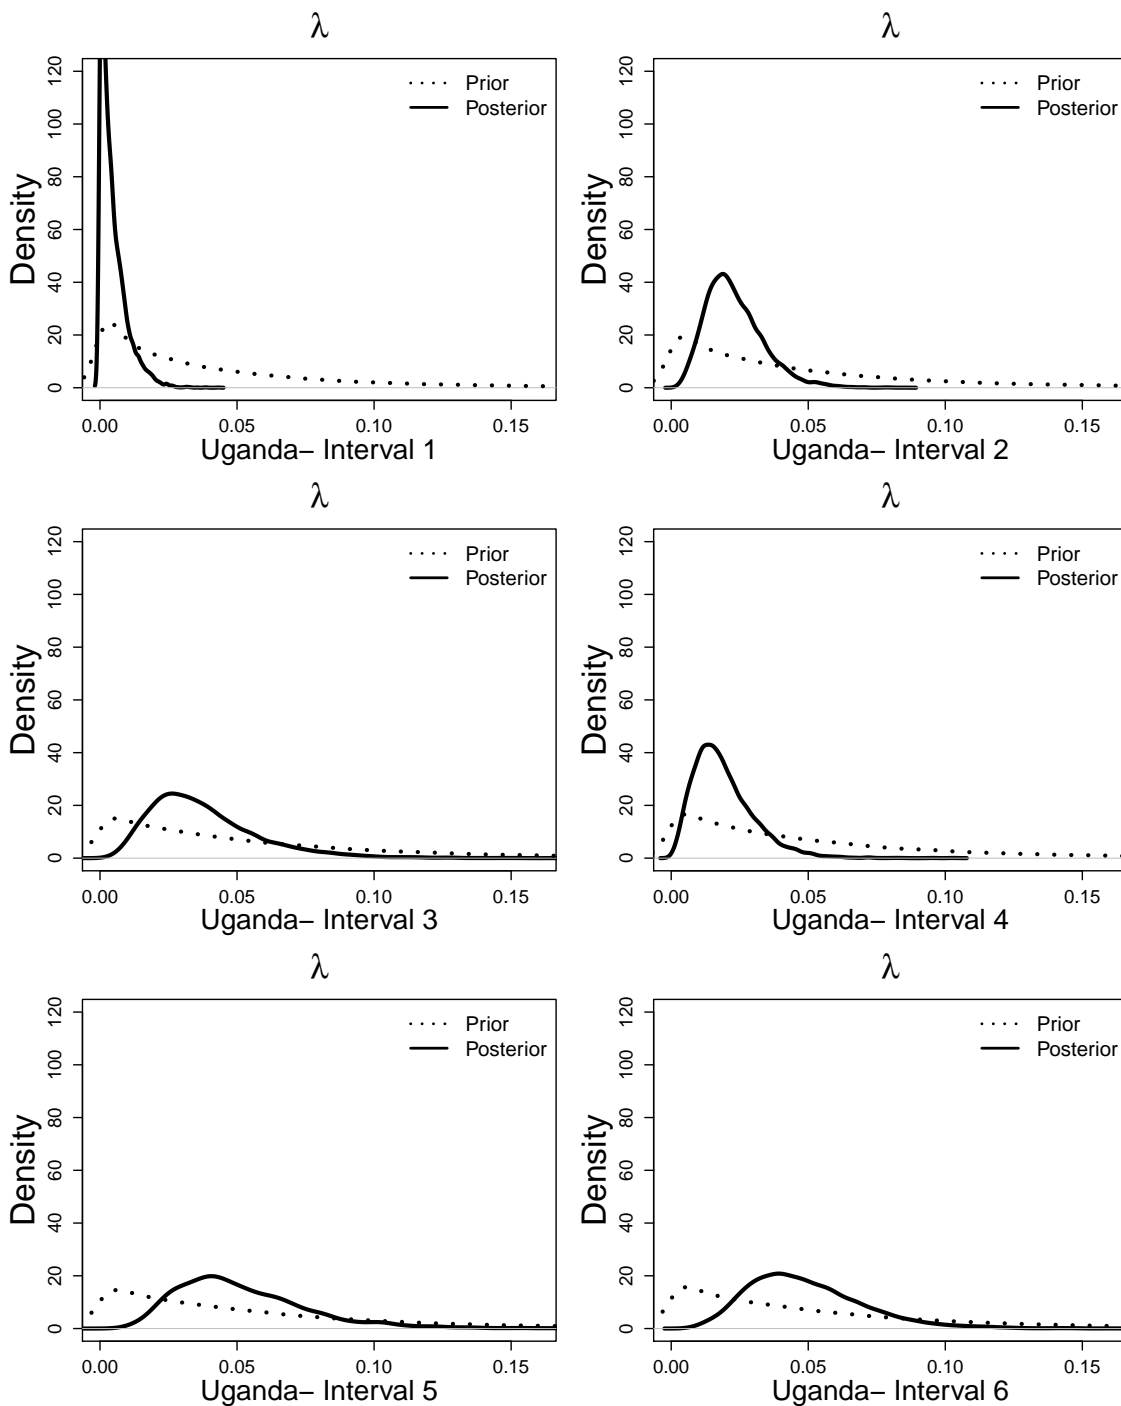 λ
Prior
Posterior
Density
0 20 40 60 80 100 120
0.00 0.05 0.10 0.15
Uganda− Interval 1
λ
Prior
Posterior
Density
0 20 40 60 80 100 120
0.00 0.05 0.10 0.15
Uganda− Interval 2
λ
Prior
Posterior
Density
0 20 40 60 80 100 120
0.00 0.05 0.10 0.15
Uganda− Interval 3
λ
Prior
Posterior
Density
0 20 40 60 80 100 120
0.00 0.05 0.10 0.15
Uganda− Interval 4
λ
Prior
Posterior
Density
0 20 40 60 80 100 120
0.00 0.05 0.10 0.15
Uganda− Interval 5
λ
Prior
Posterior
Density
0 20 40 60 80 100 120
0.00 0.05 0.10 0.15
Uganda− Interval 6